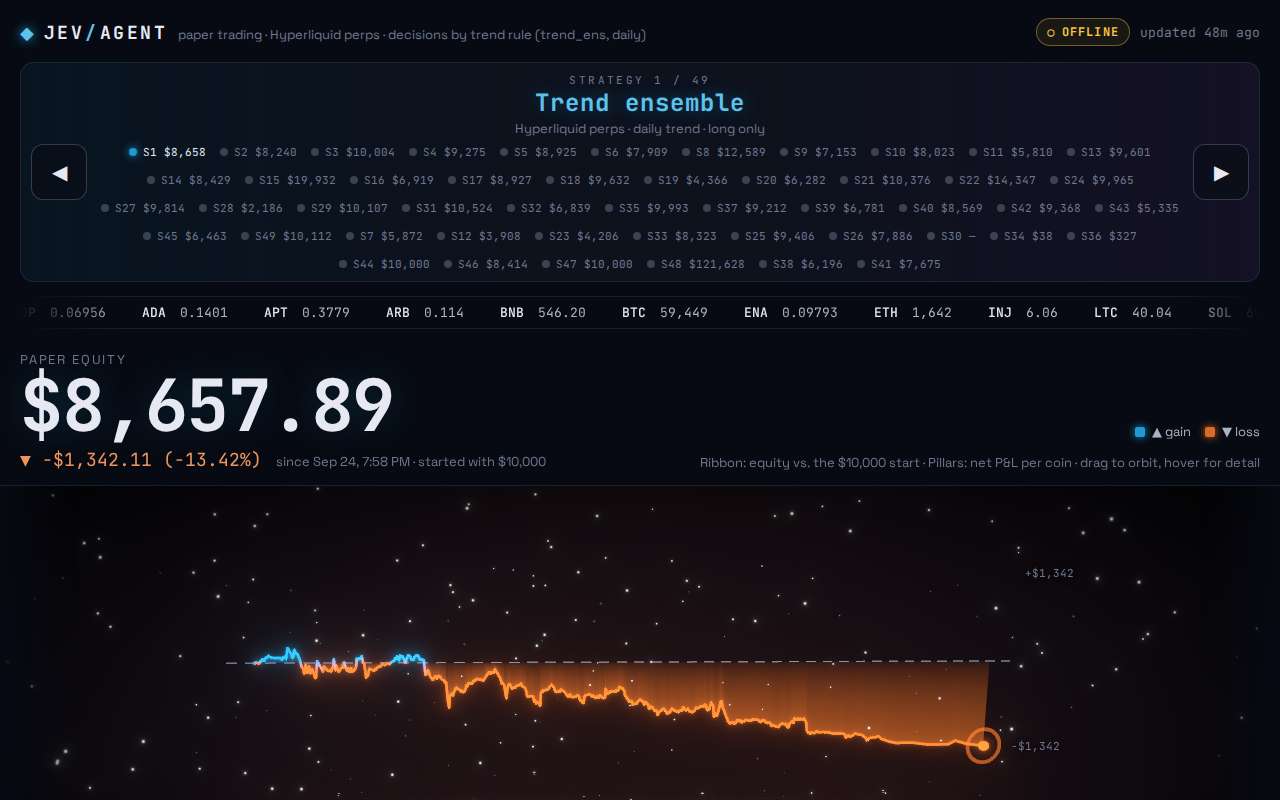 ◆ JEV/AGENT paper trading · Hyperliquid perps · decisions by trend rule (trend_ens, daily) ○ OFFLINE updated 48m ago
STRATEGY 1 / 49
Trend ensemble
Hyperliquid perps · daily trend · long only
S1 $8,658 S2 $8,240 S3 $10,004 S4 $9,275 S5 $8,925 S6 $7,909 S8 $12,589 S9 $7,153 S10 $8,023 S11 $5,810 S13 $9,601
S14 $8,429 S15 $19,932 S16 $6,919 S17 $8,927 S18 $9,632 S19 $4,366 S20 $6,282 S21 $10,376 S22 $14,347 S24 $9,965
S27 $9,814 S28 $2,186 S29 $10,107 S31 $10,524 S32 $6,839 S35 $9,993 S37 $9,212 S39 $6,781 S40 $8,569 S42 $9,368 S43 $5,335
S45 $6,463 S49 $10,112 S7 $5,872 S12 $3,908 S23 $4,206 S33 $8,323 S25 $9,406 S26 $7,886 S30 — S34 $38 S36 $327
S44 $10,000 S46 $8,414 S47 $10,000 S48 $121,628 S38 $6,196 S41 $7,675
0.06956 ADA 0.1401 APT 0.3779 ARB 0.114 BNB 546.20 BTC 59,449 ENA 0.09793 ETH 1,642 INJ 6.06 LTC 40.04 SOL
PAPER EQUITY
$8,657.89
▼ -$1,342.11 (-13.42%) since Sep 24, 7:58 PM · started with $10,000
▲ gain ▼ loss
Ribbon: equity vs. the $10,000 start · Pillars: net P&L per coin · drag to orbit, hover for detail
+$1,342
-$1,342